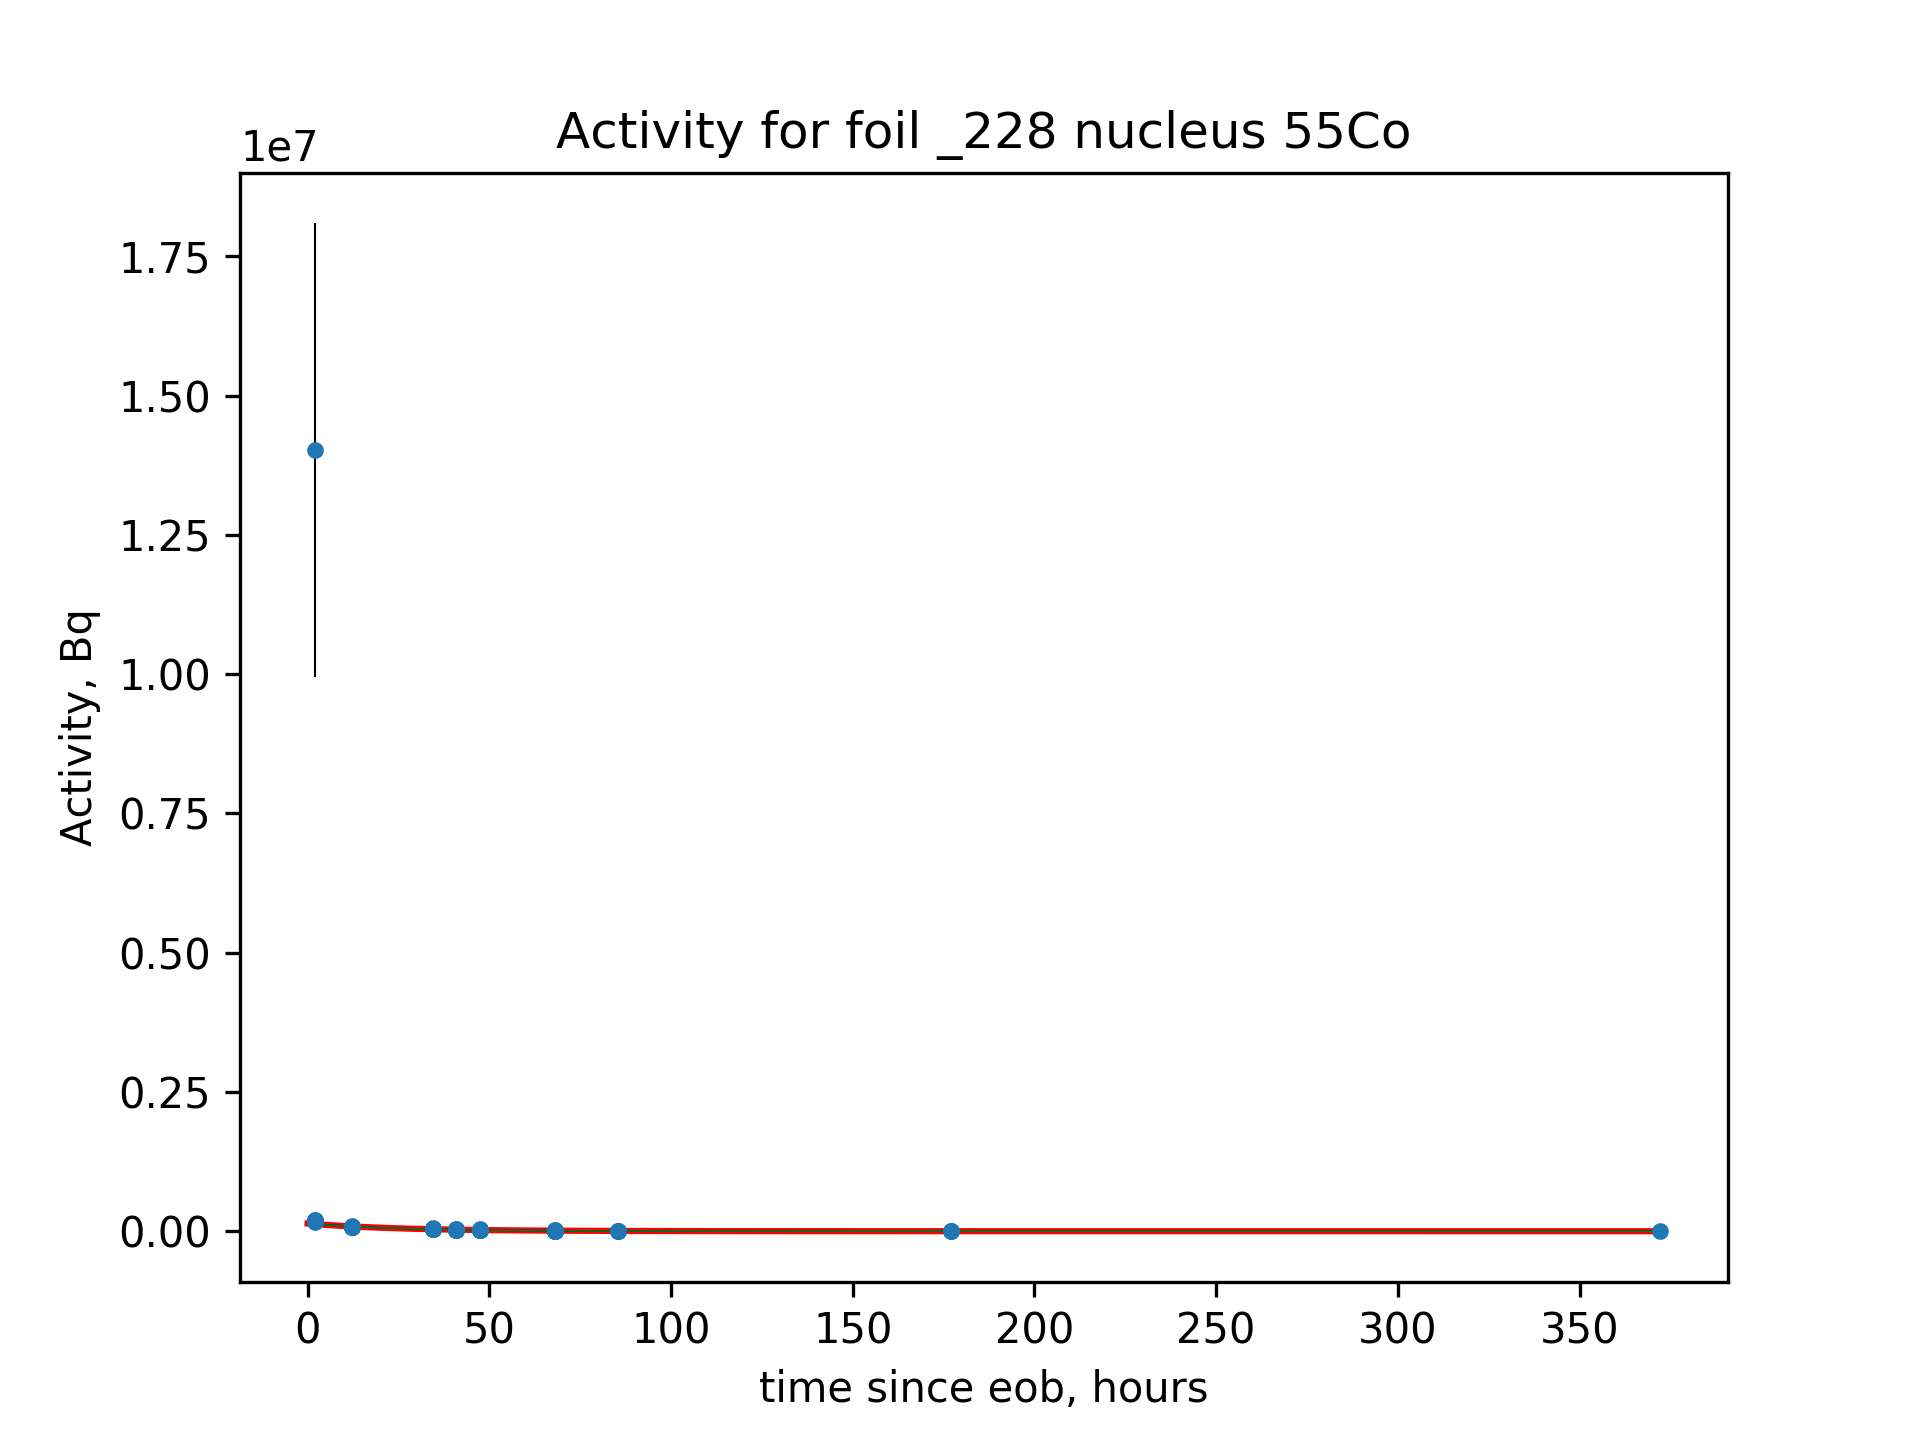 Activity for foil _228 nucleus 55Co
1e7
1.75
1.50
1.25
1.00
0.75
0.50
0.25
0.00
Activity, Bq
0 50 100 150 200 250 300 350
time since eob, hours